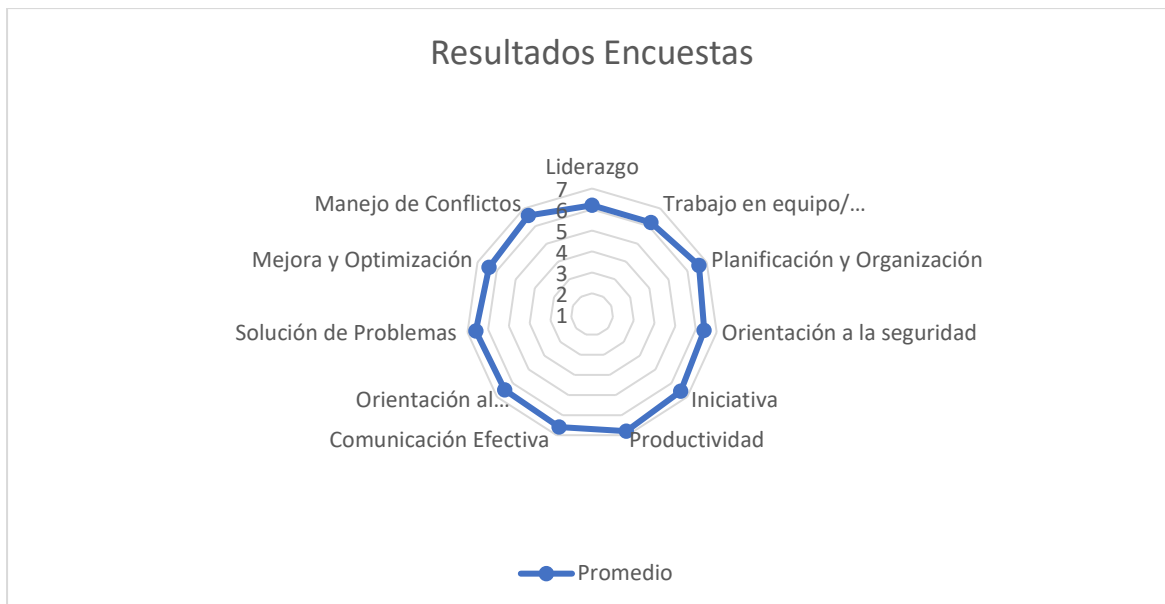 Resultados Encuestas
Liderazgo
Trabajo en equipo/...
Planificación y Organización
Orientación a la seguridad
Iniciativa
Productividad
Comunicación Efectiva
Orientación al...
Solución de Problemas
Mejora y Optimización
Manejo de Conflictos
7
6
5
4
3
2
1
Promedio